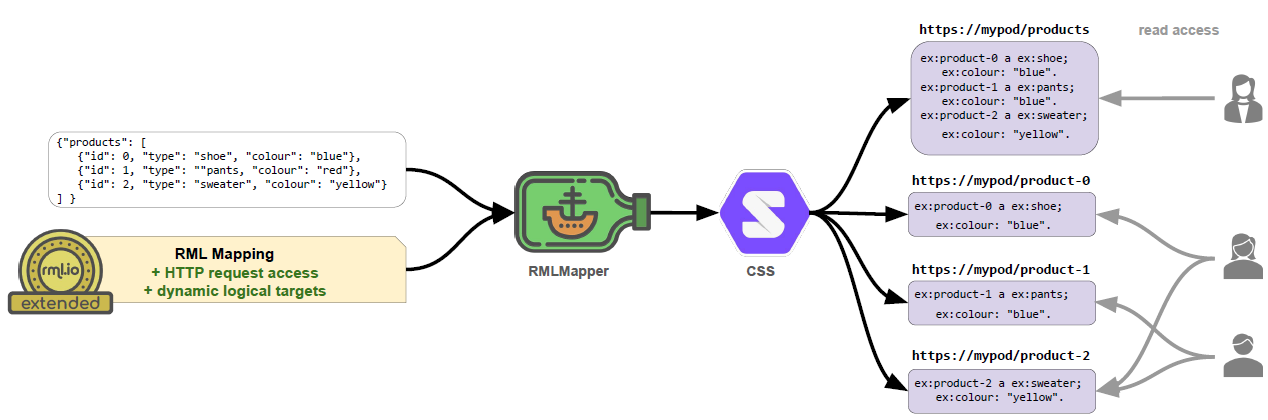 {"products": [
{"id": 0, "type": "shoe", "colour": "blue"},
{"id": 1, "type": ""pants, "colour": "red"},
{"id": 2, "type": "sweater", "colour": "yellow"}
] }
rml.io
extended
RML Mapping
+ HTTP request access
+ dynamic logical targets
RMLMapper
CSS
https://mypod/products
ex:product-0 a ex:shoe;
ex:colour: "blue".
ex:product-1 a ex:pants;
ex:colour: "blue".
ex:product-2 a ex:sweater;
ex:colour: "yellow".
https://mypod/product-0
ex:product-0 a ex:shoe;
ex:colour: "blue".
https://mypod/product-1
ex:product-1 a ex:pants;
ex:colour: "blue".
https://mypod/product-2
ex:product-2 a ex:sweater;
ex:colour: "yellow".
read access